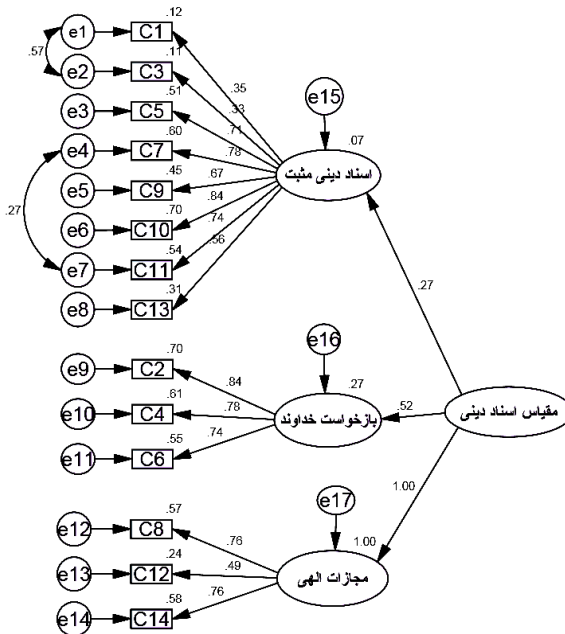 .12
e1 C1
.57
.11
e2 C3
.35
.51
e3 C5
.33
e15
.71
.60
e4 C7
.78
.07
اسناد دینی مثبت
.45
e5 C9
.67
.84
.70
e6 C10
.74
.27
.54
e7 C11
.56
.31
e8 C13
.27
e16
.70
e9 C2
.84
.27
.61
e10 C4
.78
بازخواست خداوند
.52
مقیاس اسناد دینی
.55
e11 C6
.74
e17
1.00
.57
e12 C8
.76
1.00
.24
e13 C12
.49
مجازات الهی
.58
e14 C14
.76